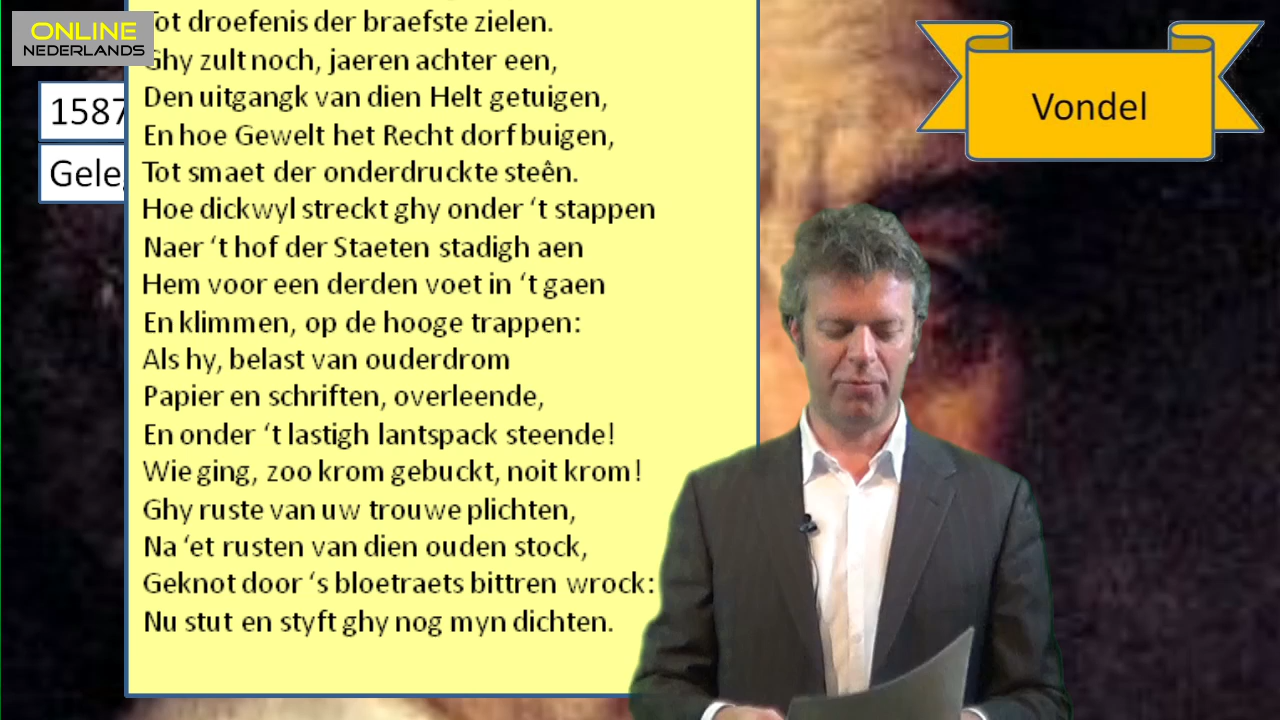 ONLINE
NEDERLANDS
1587
Vondel
Tot droefenis der braefste zielen.
Ghy zult noch, jaeren achter een,
Den uitgangk van dien Helt getuigen,
En hoe Gewelt het Recht dorf buigen,
Tot smaet der onderdruckte steên.
Hoe dickwyl streckt ghy onder ‘t stappen
Naer ‘t hof der Staeten stadigh aen
Hem voor een derden voet in ‘t gaen
En klimmen, op de hooge trappen:
Als hy, belast van ouderdrom
Papier en schriften, overleende,
En onder ‘t lastigh lantspack steende!
Wie ging, zoo krom gebuckt, noit krom!
Ghy ruste van uw trouwe plichten,
Na ‘et rusten van dien ouden stock,
Geknot door ‘s bloetraets bittren wrock:
Nu stut en styft ghy nog myn dichten.